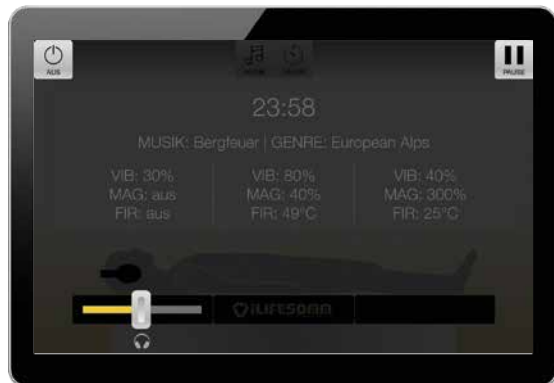 AUS
PAUSE
23:58
MUSIK: Bergfeuer | GENRE: European Alps
VIB: 30%
MAG: aus
FIR: aus
VIB: 80%
MAG: 40%
FIR: 49°C
VIB: 40%
MAG: 300%
FIR: 25°C
iLIFESOMM